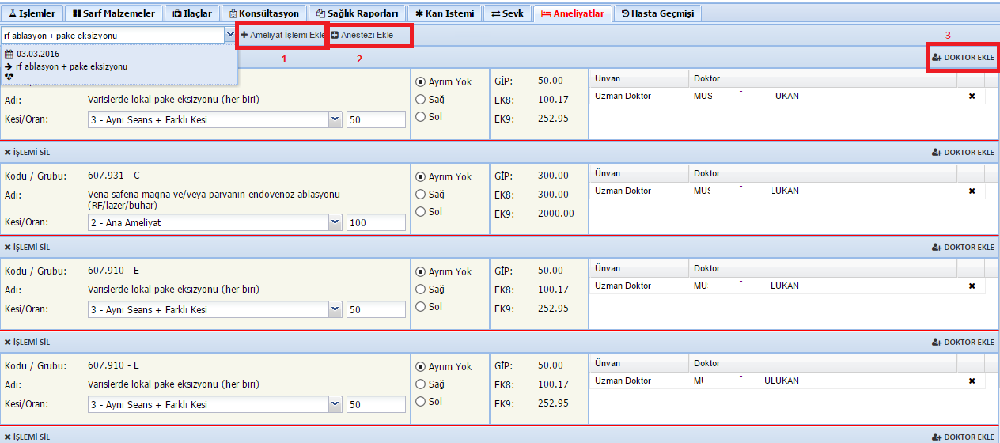 İşlemler Sarf Malzemeler İlaçlar Konsültasyon Sağlık Raporları Kan İstemi Sevk Ameliyatlar Hasta Geçmişi
rf ablasyon + pake eksizyonu Ameliyat İşlemi Ekle Anestezi Ekle 3
03.03.2016 1 2 DOKTOR EKLE
rf ablasyon + pake eksizyonu
Ayrım Yok GİP: 50.00 Ünvan Doktor
Adı: Varislerde lokal pake eksizyonu (her biri) Sağ EK8: 100.17 Uzman Doktor MUS LUKAN
Kesi/Oran: 3 - Aynı Seans + Farklı Kesi 50 Sol EK9: 252.95
İŞLEMİ SİL DOKTOR EKLE
Kodu / Grubu: 607.931 - C Ayrım Yok GİP: 300.00 Ünvan Doktor
Adı: Vena safena magna ve/veya parvanın endovenöz ablasyonu Sağ EK8: 300.00 Uzman Doktor MUS LUKAN
(RF/lazer/buhar) Sol EK9: 2000.00
Kesi/Oran: 2 - Ana Ameliyat 100
İŞLEMİ SİL DOKTOR EKLE
Kodu / Grubu: 607.910 - E Ayrım Yok GİP: 50.00 Ünvan Doktor
Adı: Varislerde lokal pake eksizyonu (her biri) Sağ EK8: 100.17 Uzman Doktor MU LUKAN
Kesi/Oran: 3 - Aynı Seans + Farklı Kesi 50 Sol EK9: 252.95
İŞLEMİ SİL DOKTOR EKLE
Kodu / Grubu: 607.910 - E Ayrım Yok GİP: 50.00 Ünvan Doktor
Adı: Varislerde lokal pake eksizyonu (her biri) Sağ EK8: 100.17 Uzman Doktor MU ULUKAN
Kesi/Oran: 3 - Aynı Seans + Farklı Kesi 50 Sol EK9: 252.95
İŞLEMİ SİL DOKTOR EKLE